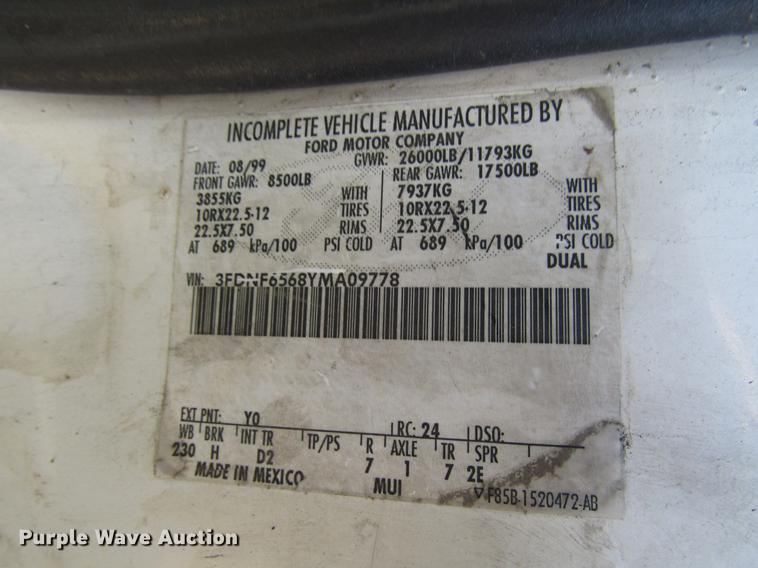 INCOMPLETE VEHICLE MANUFACTURED BY
FORD MOTOR COMPANY
DATE: 08/99 GVWR: 26000LB/11793KG
FRONT GAWR: 8500LB REAR GAWR: 17500LB
3855KG WITH 7937KG WITH
10RX22.5-12 TIRES 10RX22.5-12 TIRES
22.5X7.50 RIMS 22.5X7.50 RIMS
AT 689 kPa/100 PSI COLD AT 689 kPa/100 PSI COLD
DUAL
VIN: 3FDNF6568YMA09778
EXT PNT: Y0 RC: 24 DSO:
WB BRK INT TR TP/PS R AXLE TR SPR
230 H D2 7 1 7 2E
MADE IN MEXICO MUI F85B-1520472-AB
Purple Wave Auction